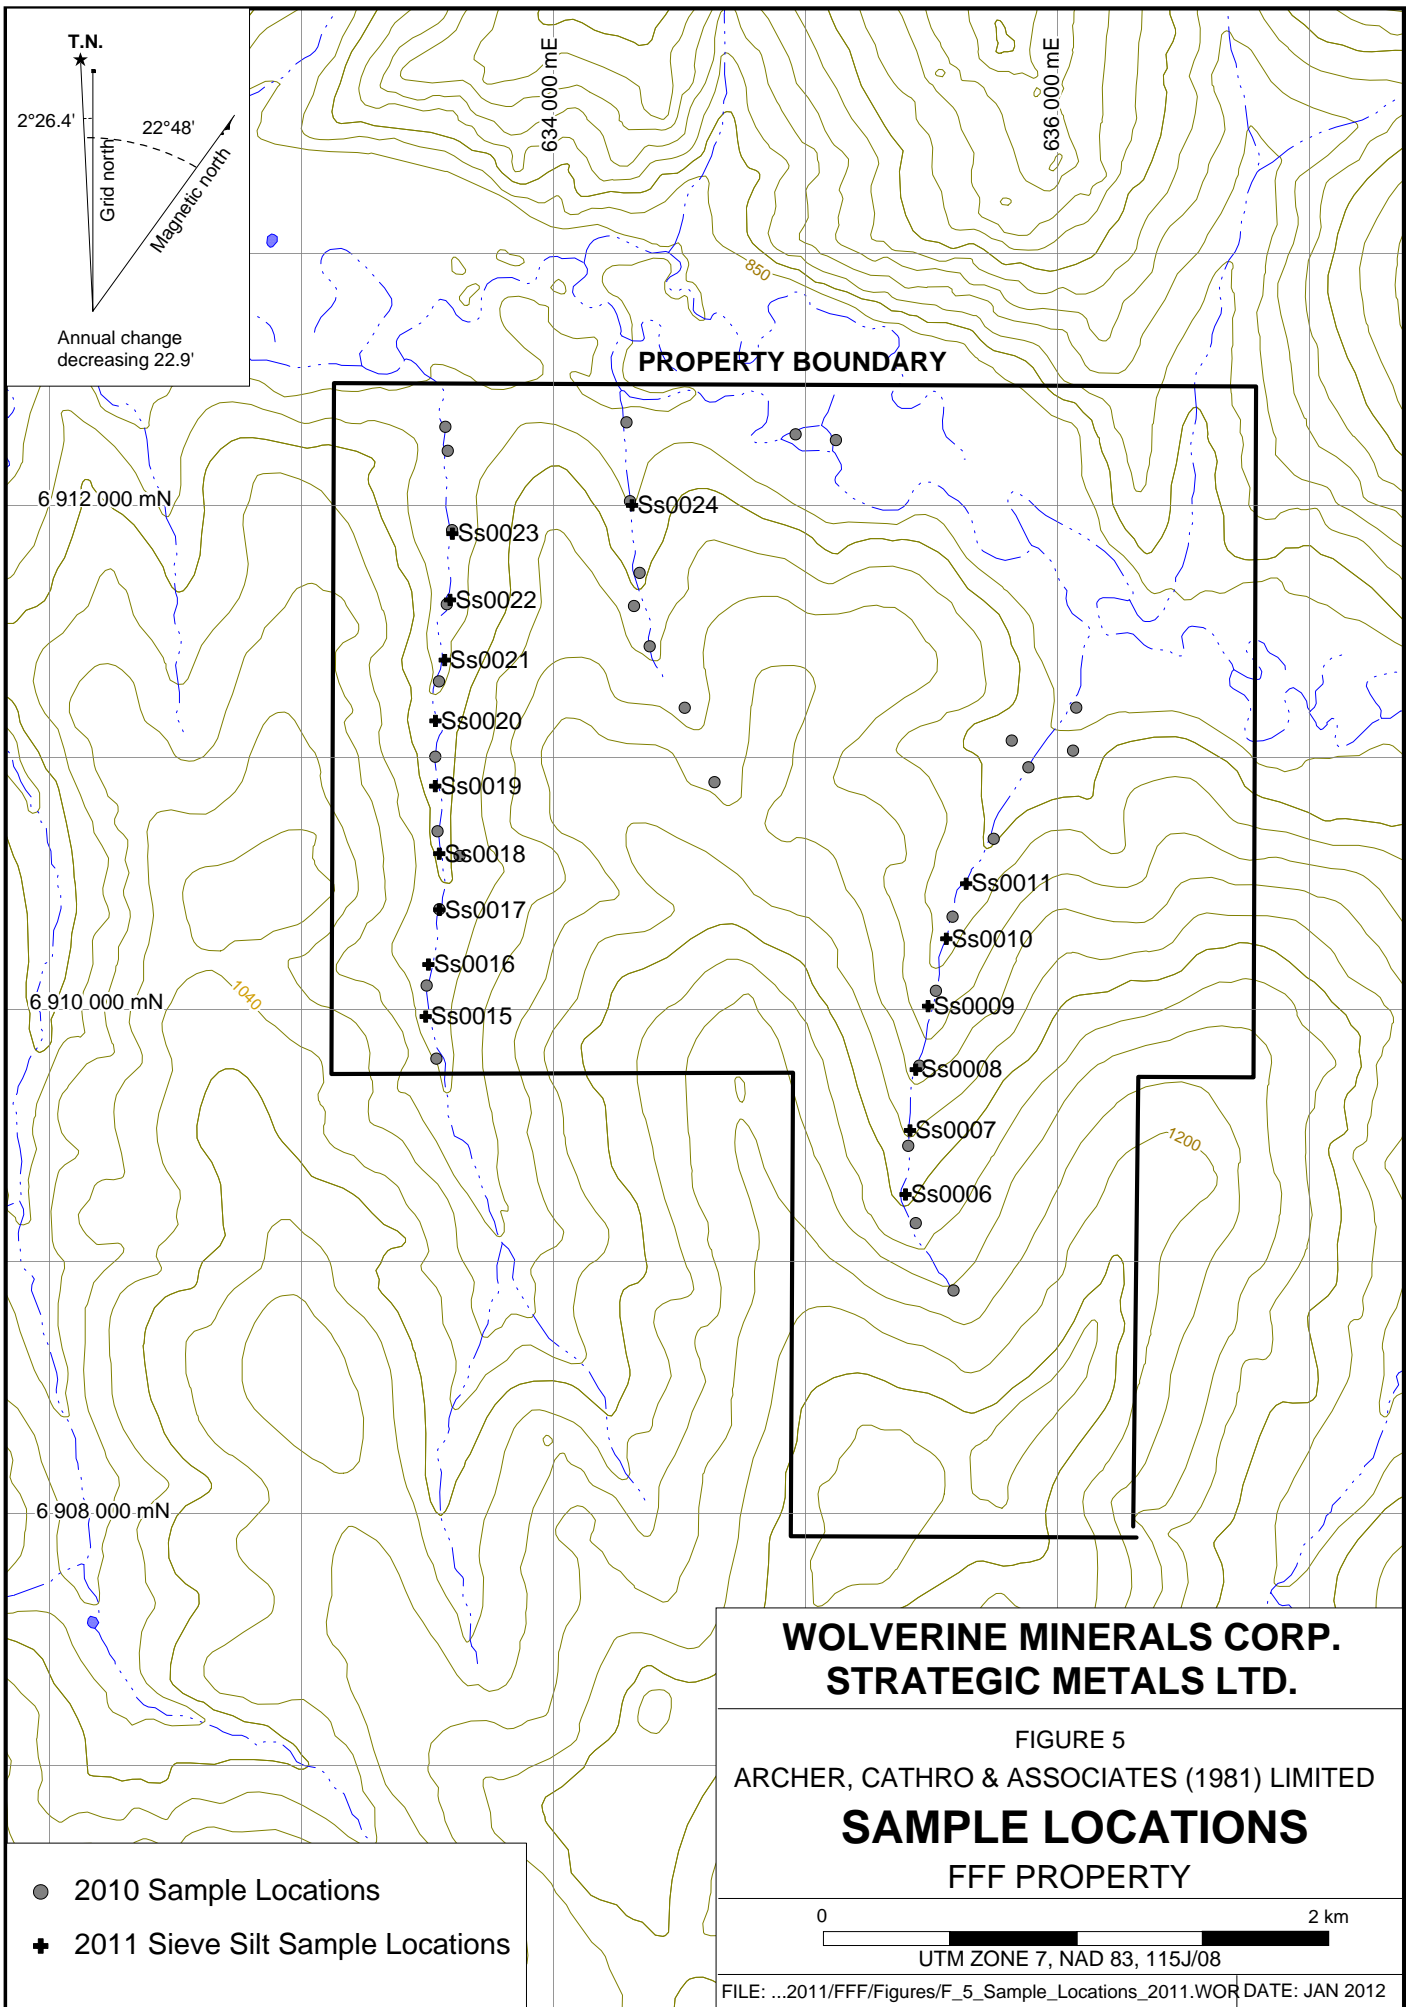 T.N.
2°26.4'
22°48'
Grid north
Magnetic north
Annual change
decreasing 22.9'
634 000 mE
636 000 mE
850
PROPERTY BOUNDARY
6 912 000 mN
Ss0024
Ss0023
Ss0022
Ss0021
Ss0020
Ss0019
Ss0018
Ss0011
Ss0017
Ss0010
Ss0016
1040
6 910 000 mN
Ss0009
Ss0015
Ss0008
Ss0007
1200
Ss0006
6 908 000 mN
WOLVERINE MINERALS CORP.
STRATEGIC METALS LTD.
FIGURE 5
ARCHER, CATHRO & ASSOCIATES (1981) LIMITED
SAMPLE LOCATIONS
FFF PROPERTY
0 2 km
UTM ZONE 7, NAD 83, 115J/08
FILE: ...2011/FFF/Figures/F_5_Sample_Locations_2011.WOR DATE: JAN 2012
2010 Sample Locations
2011 Sieve Silt Sample Locations